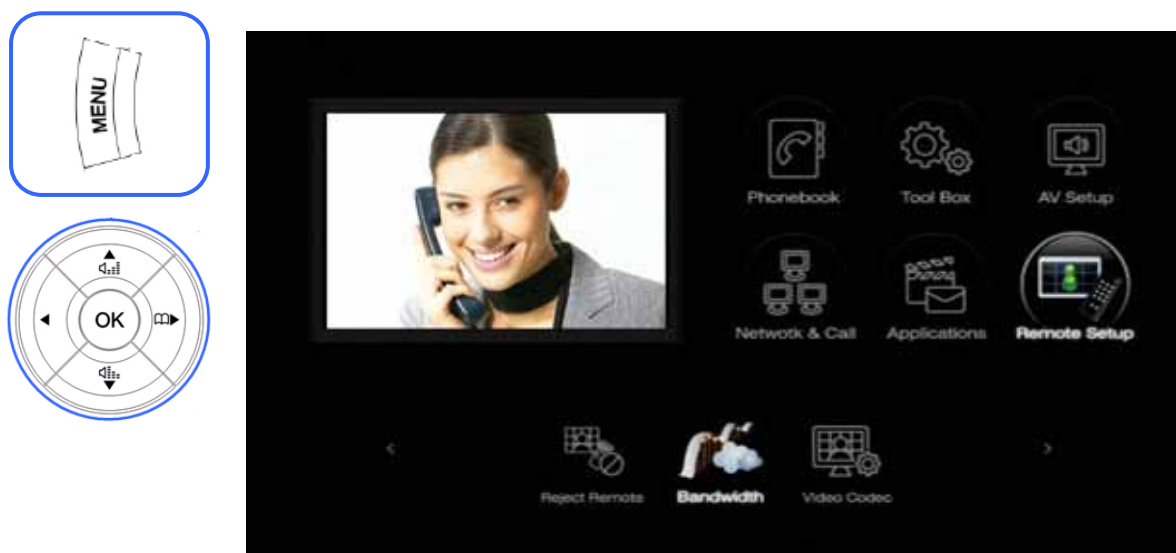 MENU
OK
Phonebook
Tool Box
AV Setup
Netwotk & Call
Applications
Remote Setup
Reject Remote
Bandwidth
Video Codec